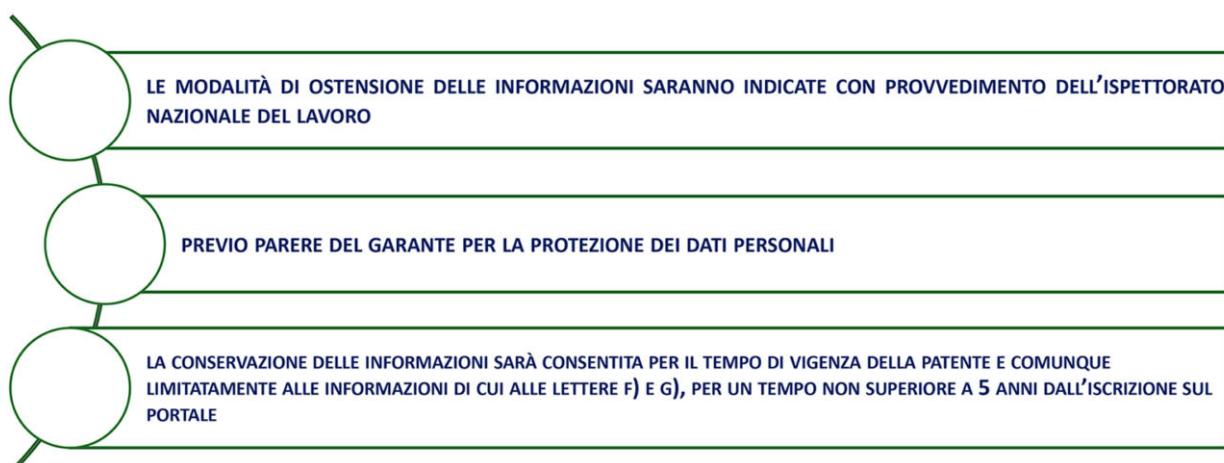 LE MODALITÀ DI OSTENSIONE DELLE INFORMAZIONI SARANNO INDICATE CON PROVVEDIMENTO DELL'ISPETTORATO
NAZIONALE DEL LAVORO
PREVIO PARERE DEL GARANTE PER LA PROTEZIONE DEI DATI PERSONALI
LA CONSERVAZIONE DELLE INFORMAZIONI SARÀ CONSENTITA PER IL TEMPO DI VIGENZA DELLA PATENTE E COMUNQUE
LIMITATAMENTE ALLE INFORMAZIONI DI CUI ALLE LETTERE F) E G), PER UN TEMPO NON SUPERIORE A 5 ANNI DALL'ISCRIZIONE SUL
PORTALE